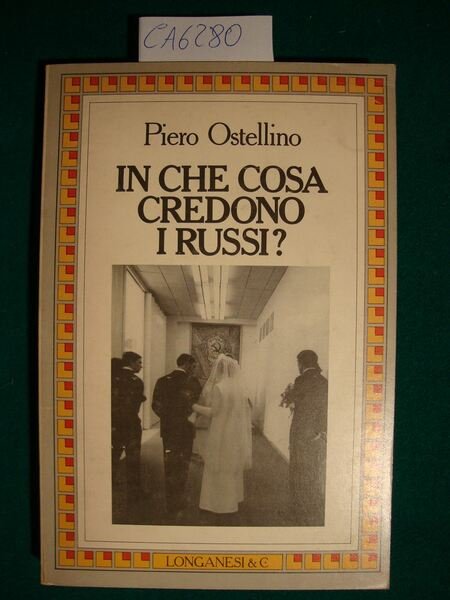 CA6280
Piero Ostellino
IN CHE COSA
CREDONO
I RUSSI?
LONGANESI & C.